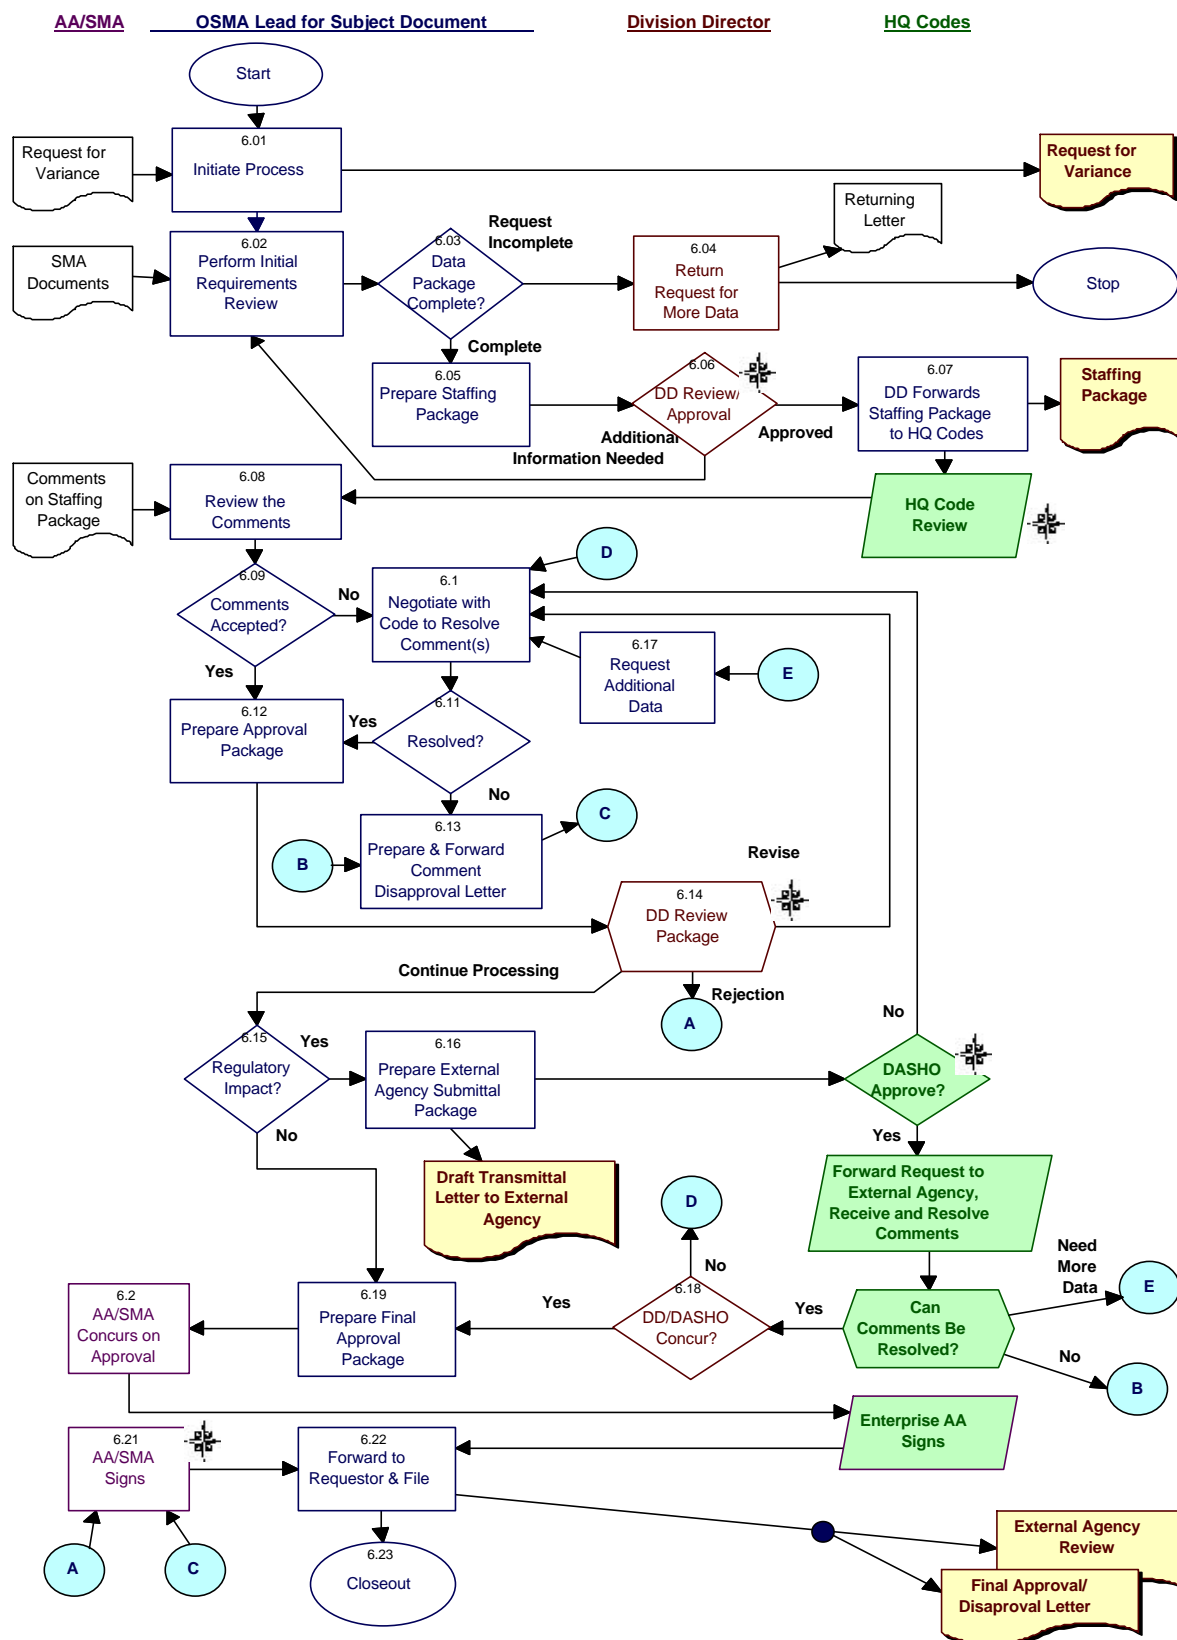 AA/SMA
OSMA Lead for Subject Document
Division Director
HQ Codes
Start
6.01
Initiate Process
Request for
Variance
Request for
Variance
Returning
Letter
SMA
Documents
6.02
Perform Initial
Requirements
Review
6.03
Data
Package
Complete?
Request
Incomplete
6.04
Return
Request for
More Data
Stop
Complete
6.05
Prepare Staffing
Package
6.06
DD Review/
Approval
Additional
Information Needed
Approved
6.07
DD Forwards
Staffing Package
to HQ Codes
Staffing
Package
Comments
on Staffing
Package
6.08
Review the
Comments
HQ Code
Review
6.09
Comments
Accepted?
No
Yes
6.1
Negotiate with
Code to Resolve
Comment(s)
D
6.17
Request
Additional
Data
E
6.12
Prepare Approval
Package
Yes
6.11
Resolved?
No
6.13
Prepare & Forward
Comment
Disapproval Letter
B
C
Revise
6.14
DD Review
Package
Continue Processing
Rejection
A
No
6.15
Regulatory
Impact?
Yes
No
6.16
Prepare External
Agency Submittal
Package
DASHO
Approve?
Yes
Draft Transmittal
Letter to External
Agency
D
No
Forward Request to
External Agency,
Receive and Resolve
Comments
Need
More
Data
E
6.2
AA/SMA
Concurs on
Approval
6.19
Prepare Final
Approval
Package
Yes
6.18
DD/DASHO
Concur?
Yes
Can
Comments Be
Resolved?
No
B
Enterprise AA
Signs
6.21
AA/SMA
Signs
6.22
Forward to
Requestor & File
A
C
6.23
Closeout
External Agency
Review
Final Approval/
Disaproval Letter